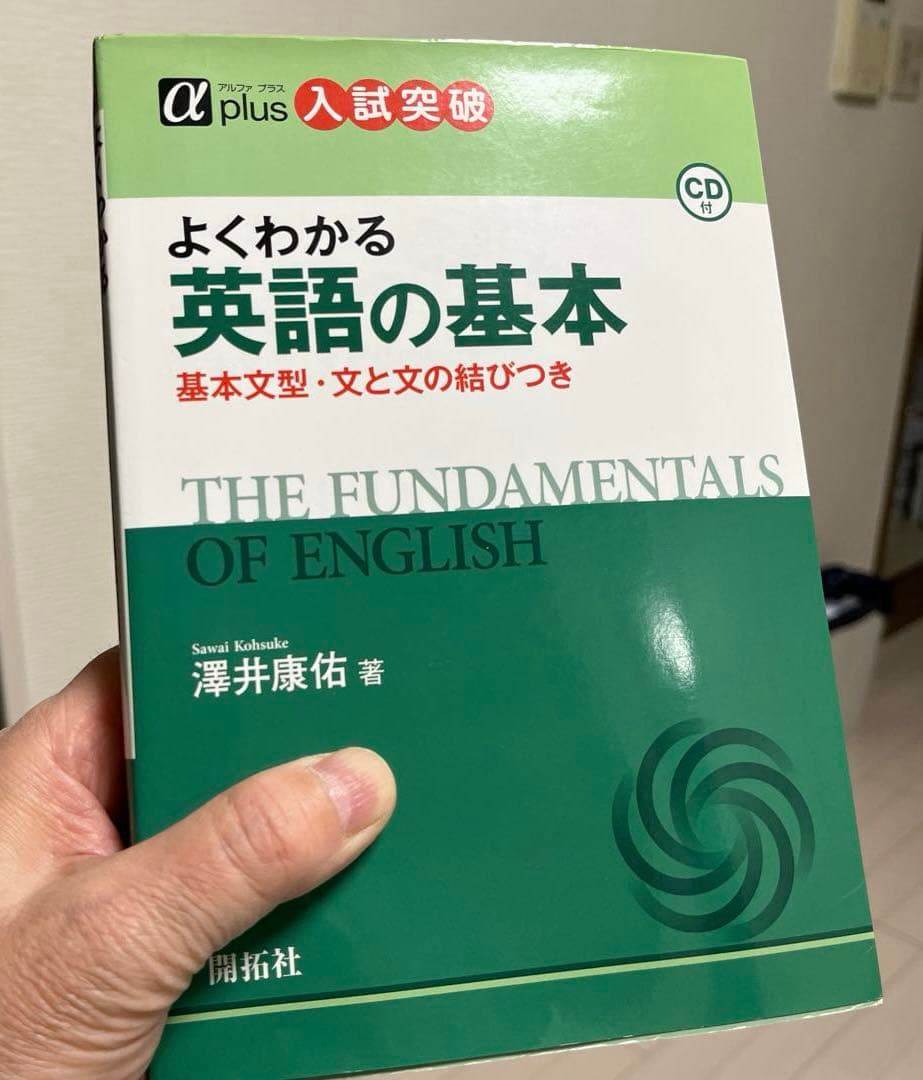 アルファ プラス
α plus 入試突破
CD
付
よくわかる
英語の基本
基本文型・文と文の結びつき
THE FUNDAMENTALS
OF ENGLISH
Sawai Kohsuke
澤井康佑 著
開拓社